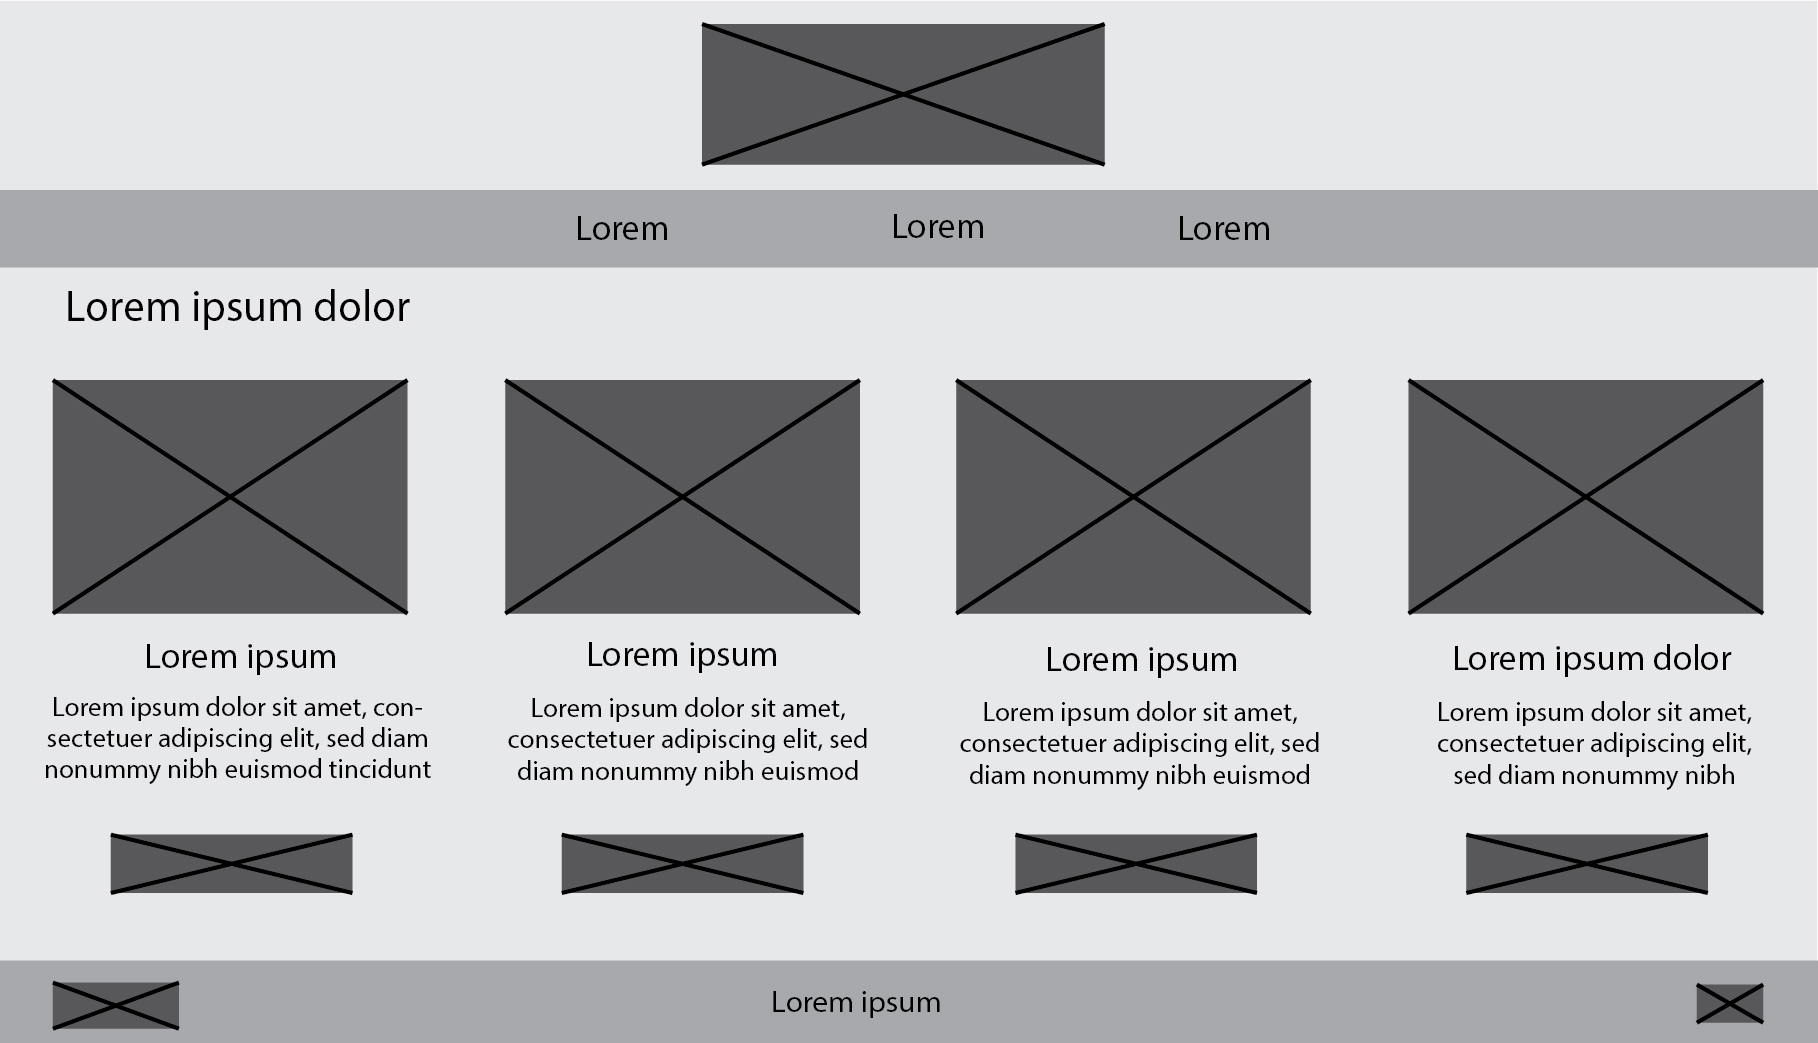 Lorem
Lorem
Lorem
Lorem ipsum dolor
Lorem ipsum
Lorem ipsum dolor sit amet, con-
sectetuer adipiscing elit, sed diam
nonummy nibh euismod tincidunt
Lorem ipsum
Lorem ipsum dolor sit amet,
consectetuer adipiscing elit, sed
diam nonummy nibh euismod
Lorem ipsum
Lorem ipsum dolor sit amet,
consectetuer adipiscing elit, sed
diam nonummy nibh euismod
Lorem ipsum dolor
Lorem ipsum dolor sit amet,
consectetuer adipiscing elit,
sed diam nonummy nibh
Lorem ipsum